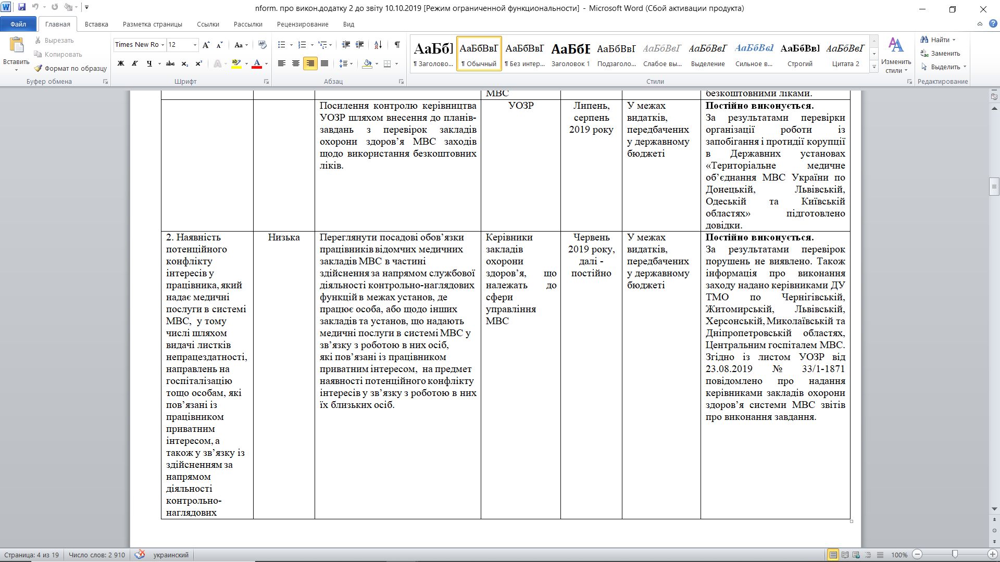 nform. про викон.додатку 2 до звіту 10.10.2019 [Режим ограниченной функциональности] - Microsoft Word (Сбой активации продукта)
Файл Главная Вставка Разметка страницы Ссылки Рассылки Рецензирование Вид
Вставить
Вырезать
Копировать
Формат по образцу
Буфер обмена
Times New Ro 12
Ж К Ч abc x₂ x²
Шрифт
Абзац
АаБбІ АаБбВвГ АаБбВвГ АаБбВ АаБбВвГ АаБбВвГ АаБбВвГ АаБбВвІ АаБбВвІ АаБбВвГ
¶ Заголово... ¶ Обычный ¶ Без интер... Заголовок 1 Подзаголо... Слабое вы... Выделение Сильное в... Строгий Цитата 2
Стили
Изменить
стили
Найти
Заменить
Выделить
Редактирование
МВС
безкоштовними ліками.
Посилення контролю керівництва
УОЗР шляхом внесення до планів-
завдань з перевірок закладів
охорони здоров’я МВС заходів
щодо використання безкоштовних
ліків.
УОЗР
Липень,
серпень
2019 року
У межах
видатків,
передбачених
у державному
бюджеті
Постійно виконується.
За результатами перевірки
організації роботи із
запобігання і протидії корупції
в Державних установах
«Територіальне медичне
об’єднання МВС України по
Донецькій, Львівській,
Одеській та Київській
областях» підготовлено
довідки.
2. Наявність
потенційного
конфлікту
інтересів у
працівника, який
надає медичні
послуги в системі
МВС, у тому
числі шляхом
видачі листків
непрацездатності,
направлень на
госпіталізацію
тощо особам, які
пов’язані із
працівником
приватним
інтересом, а
також у зв’язку із
здійсненням за
напрямом
діяльності
контрольно-
наглядових
Низька
Переглянути посадові обов’язки
працівників відомчих медичних
закладів МВС в частині
здійснення за напрямом службової
діяльності контрольно-наглядових
функцій в межах установ, де
працює особа, або щодо інших
закладів та установ, що надають
медичні послуги в системі МВС у
зв’язку з роботою в них осіб,
які пов’язані із працівником
приватним інтересом, на предмет
наявності потенційного конфлікту
інтересів у зв’язку з роботою в них
їх близьких осіб.
Керівники
закладів
охорони
здоров’я, що
належать до
сфери
управління
МВС
Червень
2019 року,
далі -
постійно
У межах
видатків,
передбачених
у державному
бюджеті
Постійно виконується.
За результатами перевірок
порушень не виявлено. Також
інформація про виконання
заходу надано керівниками ДУ
ТМО по Чернігівській,
Житомирській, Львівській,
Херсонській, Миколаївській та
Дніпропетровській областях,
Центральним госпіталем МВС.
Згідно із листом УОЗР від
23.08.2019 № 33/1-1871
повідомлено про надання
керівниками закладів охорони
здоров’я системи МВС звітів
про виконання завдання.
Страница: 4 из 19 Число слов: 2 910 украинский 100%